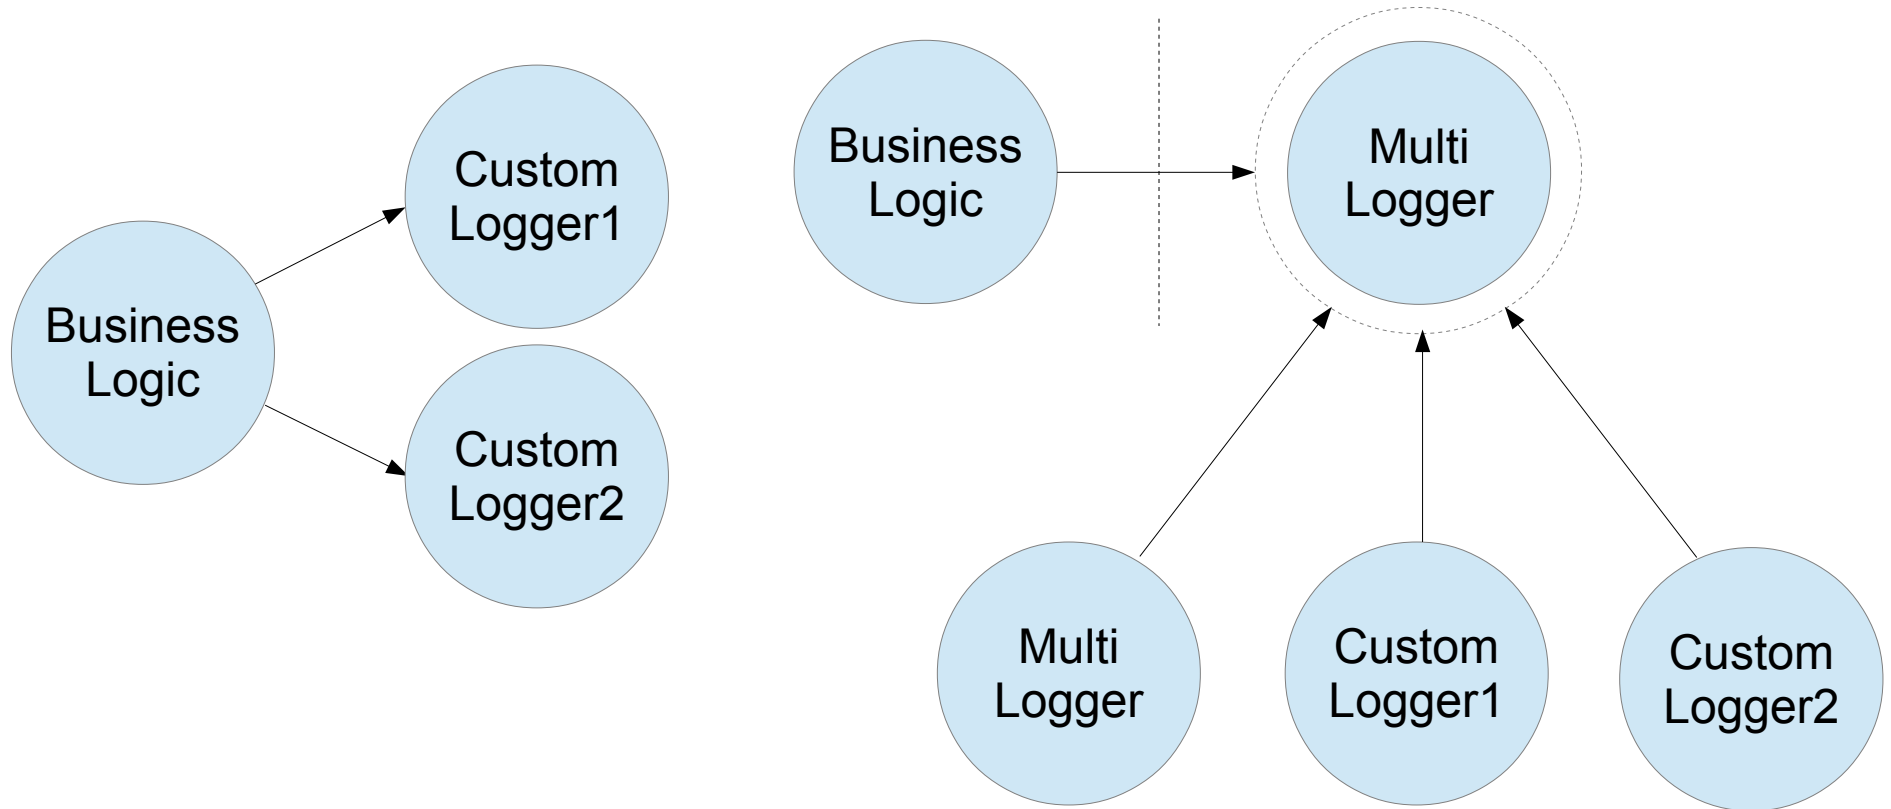 Business
Logic
Custom
Logger1
Custom
Logger2
Business
Logic
Multi
Logger
Multi
Logger
Custom
Logger1
Custom
Logger2